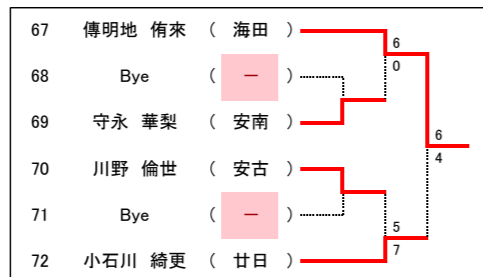 67 傳明地 侑來 ( 海田 )
6
68 Bye ( － )
0
69 守永 華梨 ( 安南 )
6
4
70 川野 倫世 ( 安古 )
71 Bye ( － )
5
7
72 小石川 綺更 ( 廿日 )